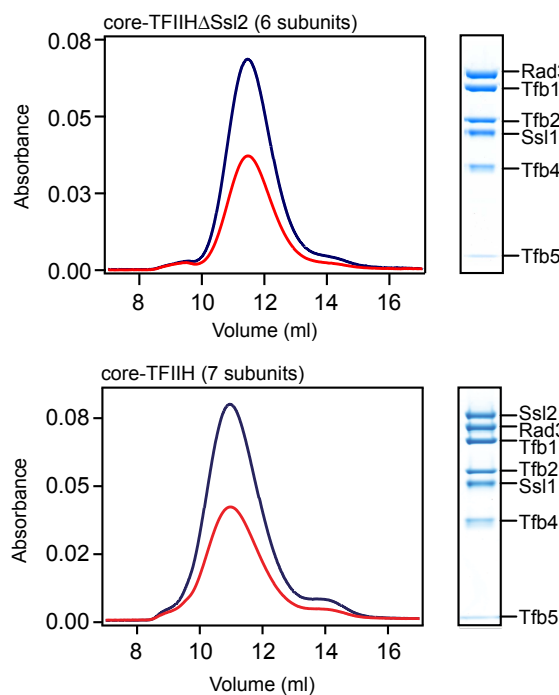 core-TFIIHΔSsl2 (6 subunits)
0.08
0.05
0.03
0.00
Absorbance
8 10 12 14 16
Volume (ml)
Rad3
Tfb1
Tfb2
Ssl1
Tfb4
Tfb5
core-TFIIH (7 subunits)
0.08
0.05
0.02
0.00
Absorbance
8 10 12 14 16
Volume (ml)
Ssl2
Rad3
Tfb1
Tfb2
Ssl1
Tfb4
Tfb5